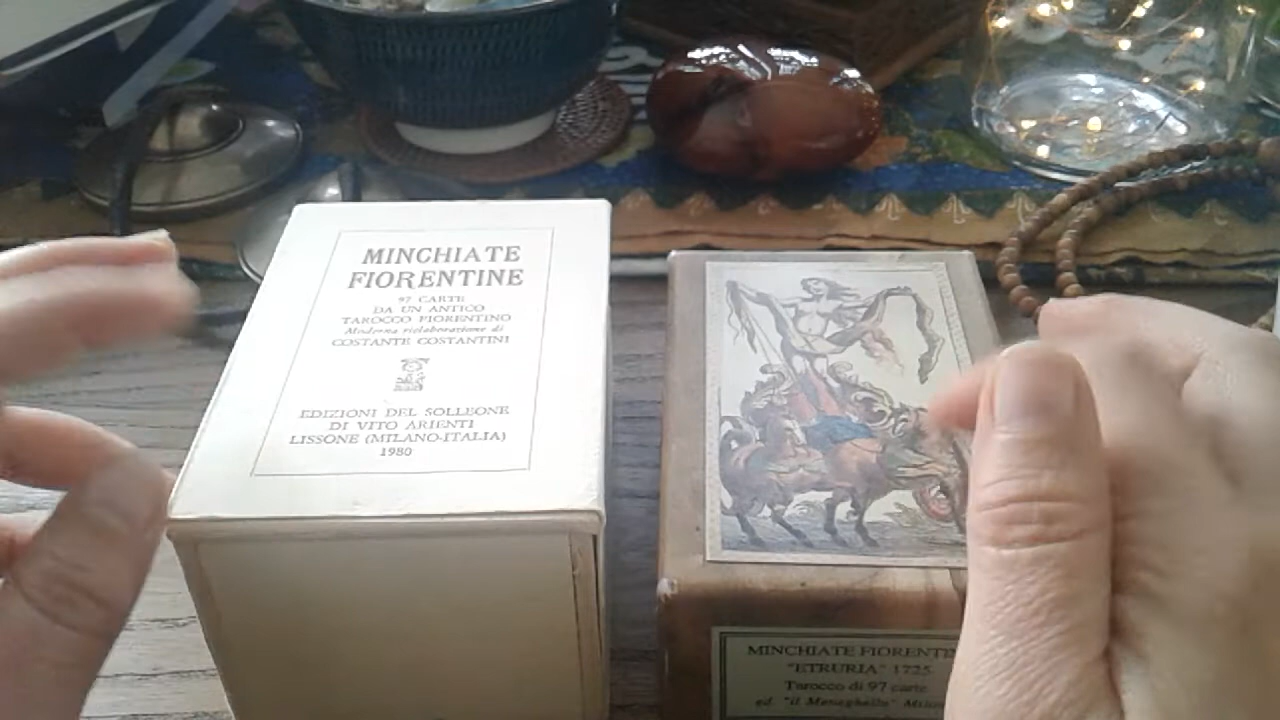 MINCHIATE
FIORENTINE
97 CARTE
DA UN ANTICO
TAROCCO FIORENTINO
Moderna rielaborazione di
COSTANTE COSTANTINI
EDIZIONI DEL SOLLEONE
DI VITO ARIENTI
LISSONE (MILANO-ITALIA)
1980
MINCHIATE FIORENTIN
"ETRURIA" 1725
Tarocco di 97 carte
ed. "il Meneghello"